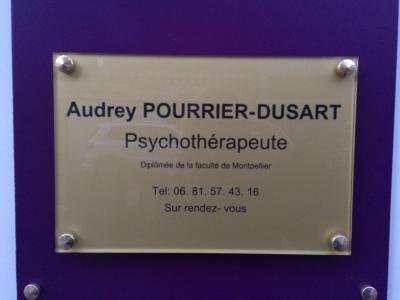 Audrey POURRIER-DUSART
Psychothérapeute
Diplômée de la faculté de Montpellier
Tel: 06. 81. 57. 43. 16
Sur rendez- vous